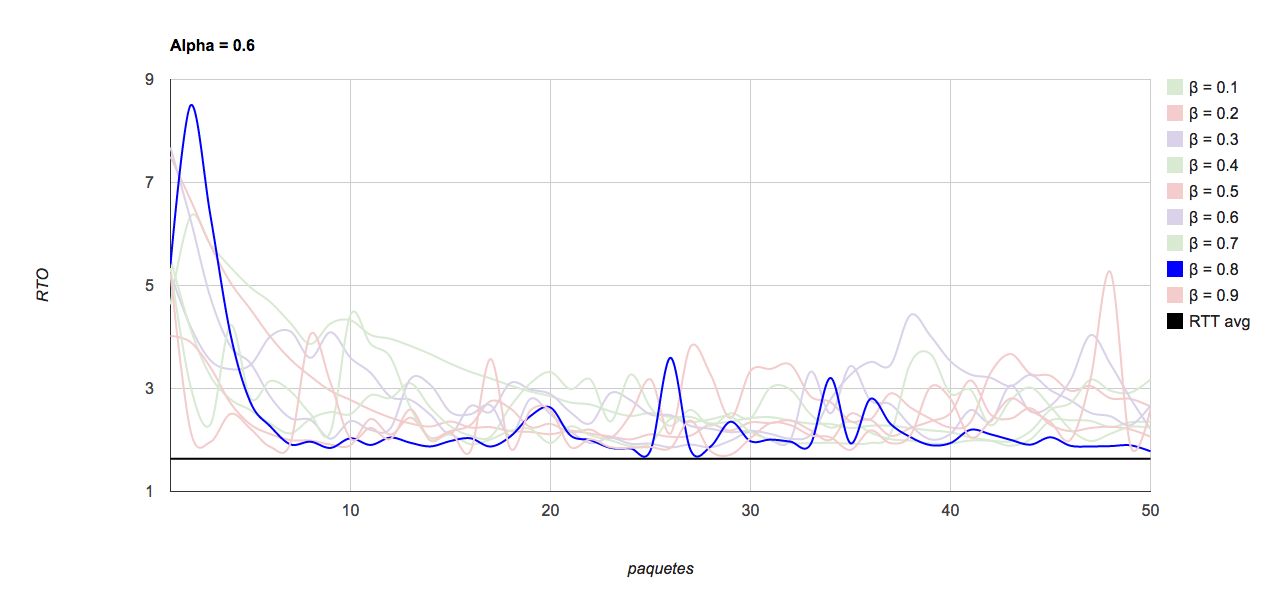 Alpha = 0.6
9
7
5
3
1
RTO
10
20
30
40
50
paquetes
β = 0.1
β = 0.2
β = 0.3
β = 0.4
β = 0.5
β = 0.6
β = 0.7
β = 0.8
β = 0.9
RTT avg